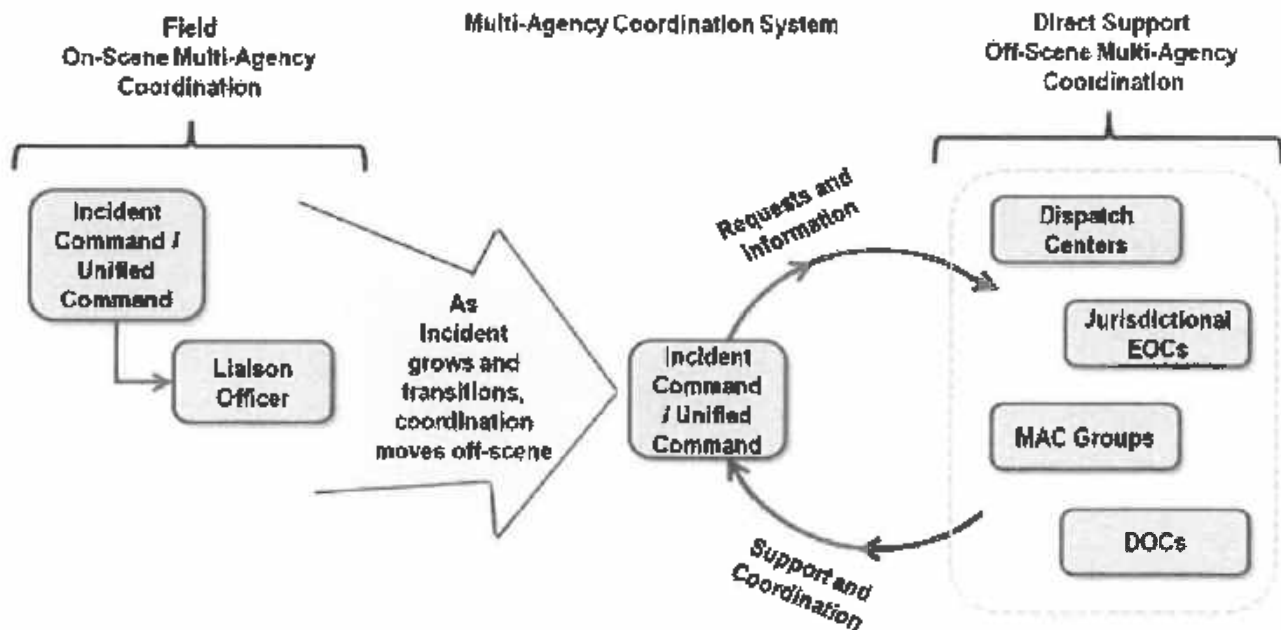 Field
On-Scene Multi-Agency
Coordination
Multi-Agency Coordination System
Direct Support
Off-Scene Multi-Agency
Coordination
Incident
Command /
Unified
Command
Liaison
Officer
As
Incident
grows and
transitions,
coordination
moves off-scene
Requests and
Information
Incident
Command
/ Unified
Command
Support and
Coordination
Dispatch
Centers
Jurisdictional
EOCs
MAC Groups
DOCs